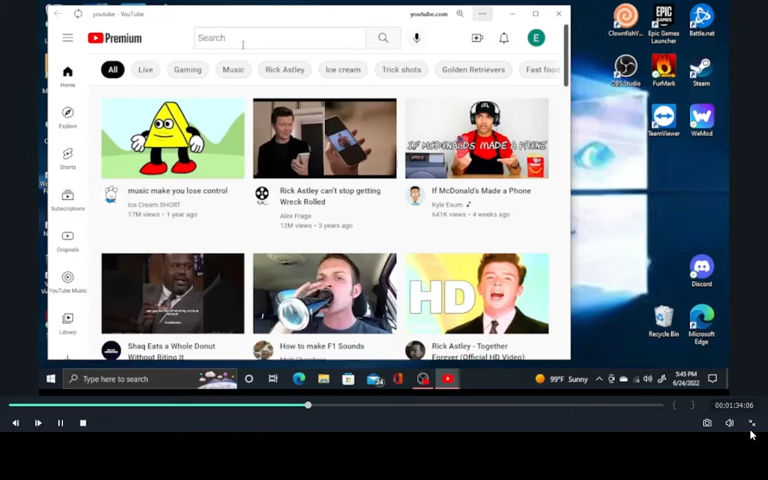 youtube - YouTube
youtube.com
Premium
Search
E
ClownfishV...
Epic Games
Launcher
Battle.net
All
Live
Gaming
Music
Rick Astley
Ice cream
Trick shots
Golden Retrievers
Fast food
OBS Studio
FurMark
Steam
TeamViewer
WeMod
Home
Explore
Shorts
Subscriptions
Originals
YouTube Music
Library
IF MCDONALDS MADE A PHONE
music make you lose control
Ice Cream SHORT
17M views • 1 year ago
Rick Astley can't stop getting
Wreck Rolled
Alex Fraga
12M views • 3 years ago
If McDonald's Made a Phone
Kyle Exum
641K views • 4 weeks ago
HD
Shaq Eats a Whole Donut
Without Biting It
How to make F1 Sounds
Rick Astley - Together
Forever (Official HD Video)
Discord
Recycle Bin
Microsoft
Edge
Type here to search
24
99°F Sunny
5:45 PM
6/24/2022
00:01:34:06